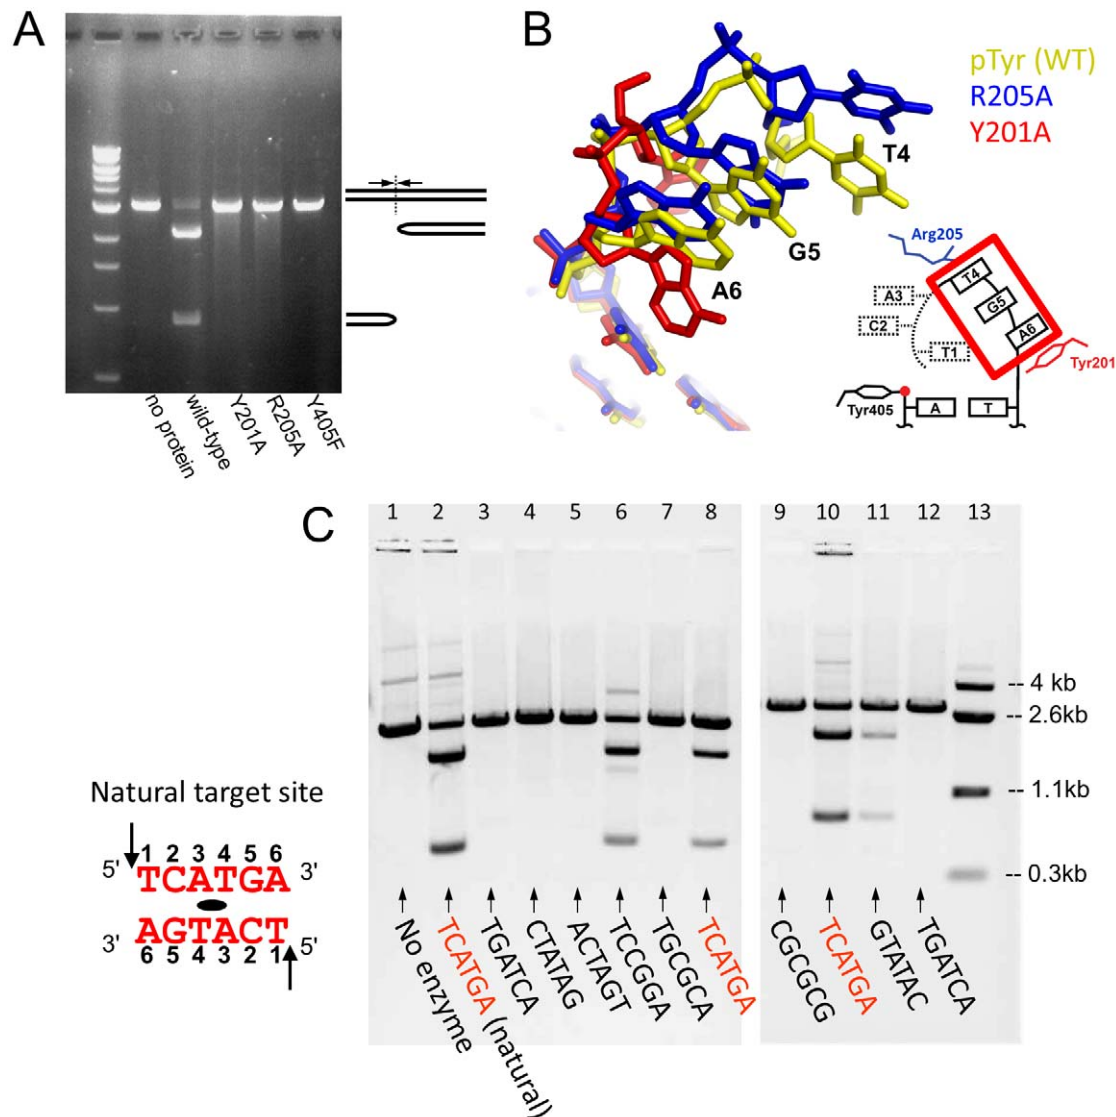 A
no protein
wild-type
Y201A
R205A
Y405F
B
pTyr (WT)
R205A
Y201A
T4
G5
A6
Arg205
T4
A3
G5
C2
A6
T1
Tyr201
Tyr405
A
T
C
1 2 3 4 5 6 7 8 9 10 11 12 13
-- 4 kb
-- 2.6kb
-- 1.1kb
-- 0.3kb
No enzyme
TCATGA (natural)
TGATCA
CTATAG
ACTAGT
TCCGGA
TGCGCA
TCATGA
CGCGCG
TCATGA
GTATAC
TGATCA
Natural target site
1 2 3 4 5 6
5' TCATGA 3'
3' AGTACT 5'
6 5 4 3 2 1